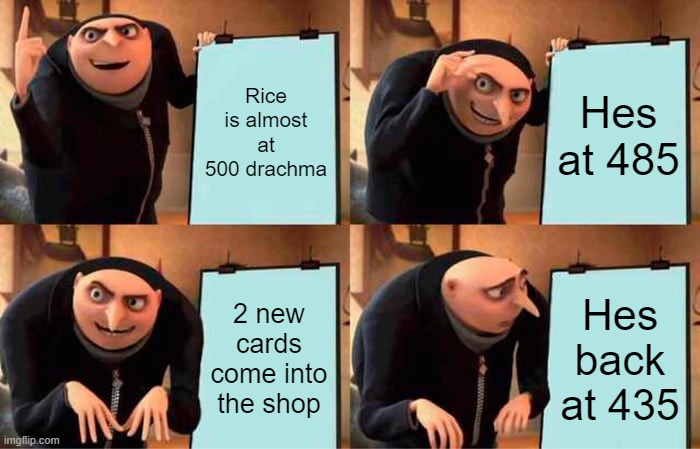 Rice
is almost
at
500 drachma
Hes
at 485
2 new
cards
come into
the shop
Hes
back
at 435
imgflip.com